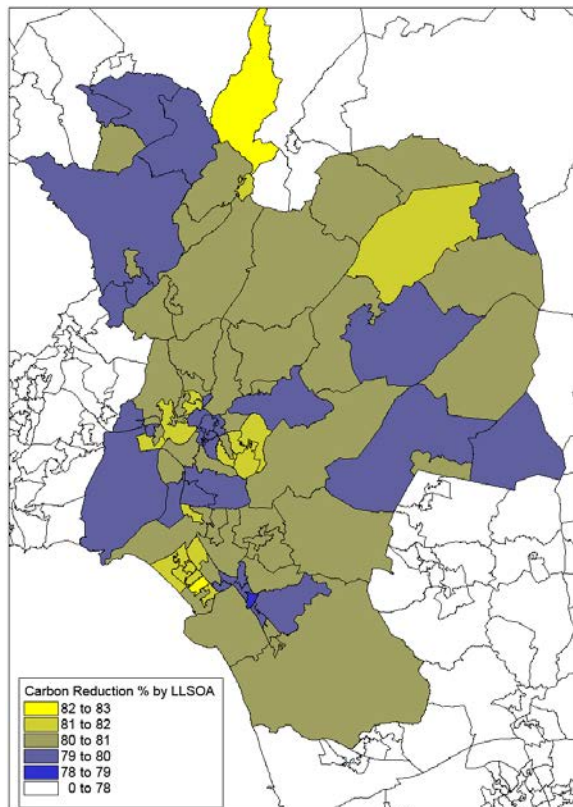 Carbon Reduction % by LLSOA
82 to 83
81 to 82
80 to 81
79 to 80
78 to 79
0 to 78